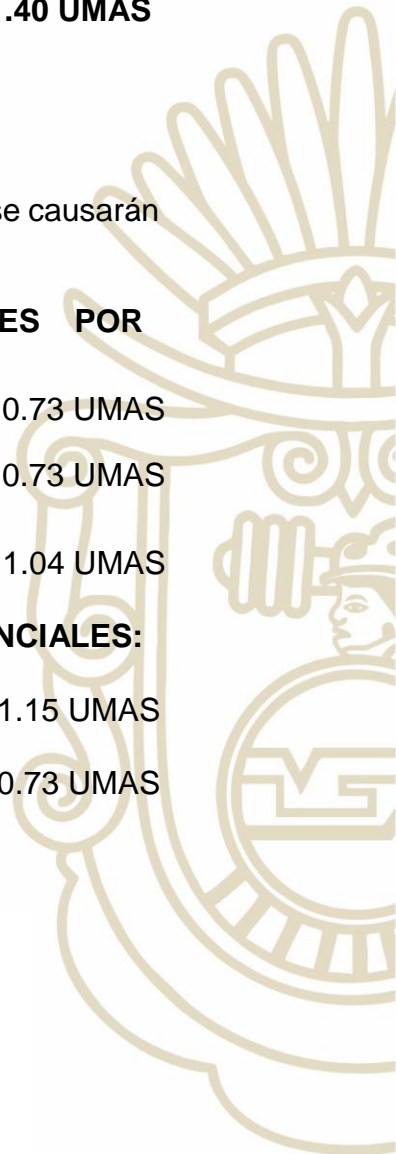 .40 UMAS
se causarán
ES POR
0.73 UMAS
0.73 UMAS
1.04 UMAS
NCIALES:
1.15 UMAS
0.73 UMAS